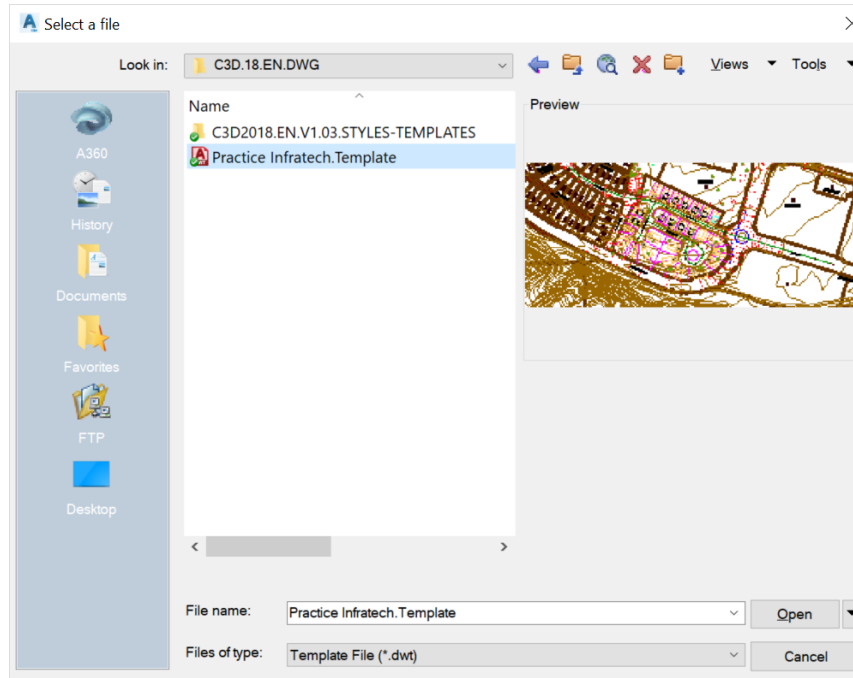 Select a file
Look in:
C3D.18.EN.DWG
Views
Tools
A360
History
Documents
Favorites
FTP
Desktop
Name
C3D2018.EN.V1.03.STYLES-TEMPLATES
Practice Infratech.Template
Preview
File name:
Practice Infratech.Template
Open
Files of type:
Template File (*.dwt)
Cancel